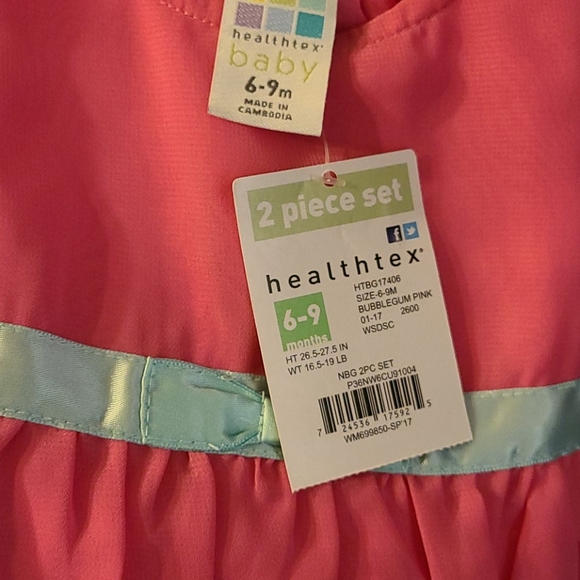 healthtex
baby
6-9m
MADE IN
CAMBODIA
2 piece set
f
healthtex®
6-9
months
HTBG17406
SIZE-6-9M
BUBBLEGUM PINK
01-17 2600
WSDSC
HT 26.5-27.5 IN
WT 16.5-19 LB
NBG 2PC SET
P36NW6CU91004
7 24536 17592 5
WM699850-SP'17